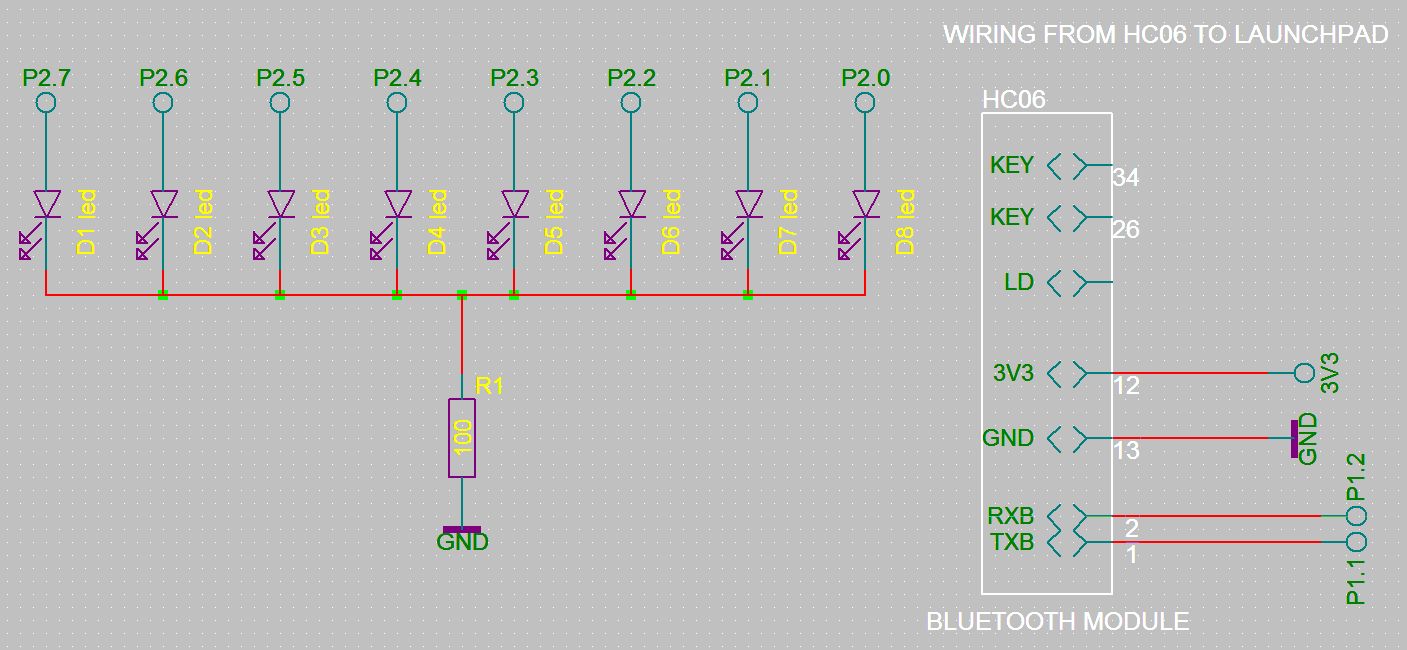 WIRING FROM HC06 TO LAUNCHPAD
P2.7 P2.6 P2.5 P2.4 P2.3 P2.2 P2.1 P2.0
D1 led D2 led D3 led D4 led D5 led D6 led D7 led D8 led
R1
100
GND
HC06
KEY 34
KEY 26
LD
3V3 12 3V3
GND 13 GND
RXB 2 P1.2
TXB 1 P1.1
BLUETOOTH MODULE